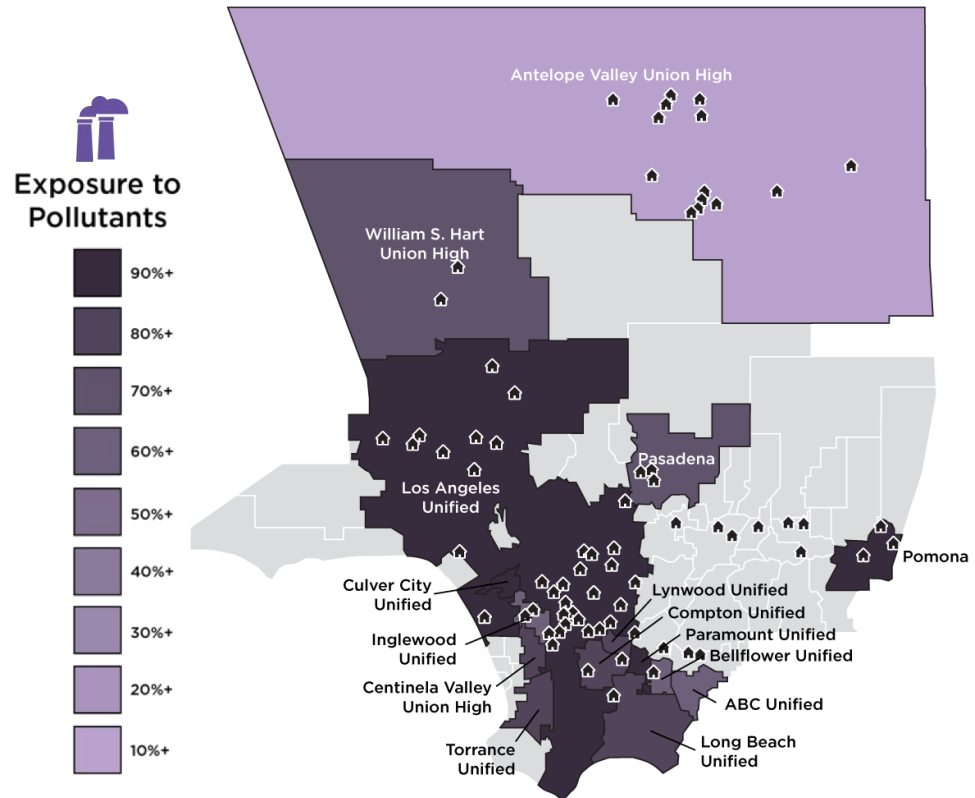 Exposure to
Pollutants
90%+
80%+
70%+
60%+
50%+
40%+
30%+
20%+
10%+
Antelope Valley Union High
William S. Hart
Union High
Pasadena
Los Angeles
Unified
Pomona
Culver City
Unified
Lynwood Unified
Compton Unified
Inglewood
Unified
Paramount Unified
Bellflower Unified
Centinela Valley
Union High
ABC Unified
Torrance
Unified
Long Beach
Unified